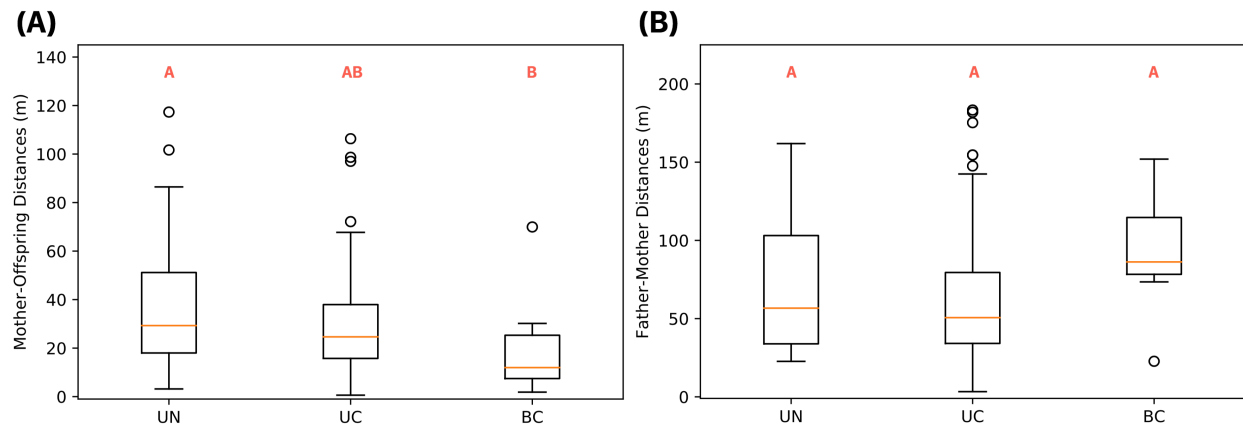 (A)
Mother-Offspring Distances (m)
140
120
100
80
60
40
20
0
A
AB
B
UN
UC
BC
(B)
Father-Mother Distances (m)
200
150
100
50
0
A
A
A
UN
UC
BC